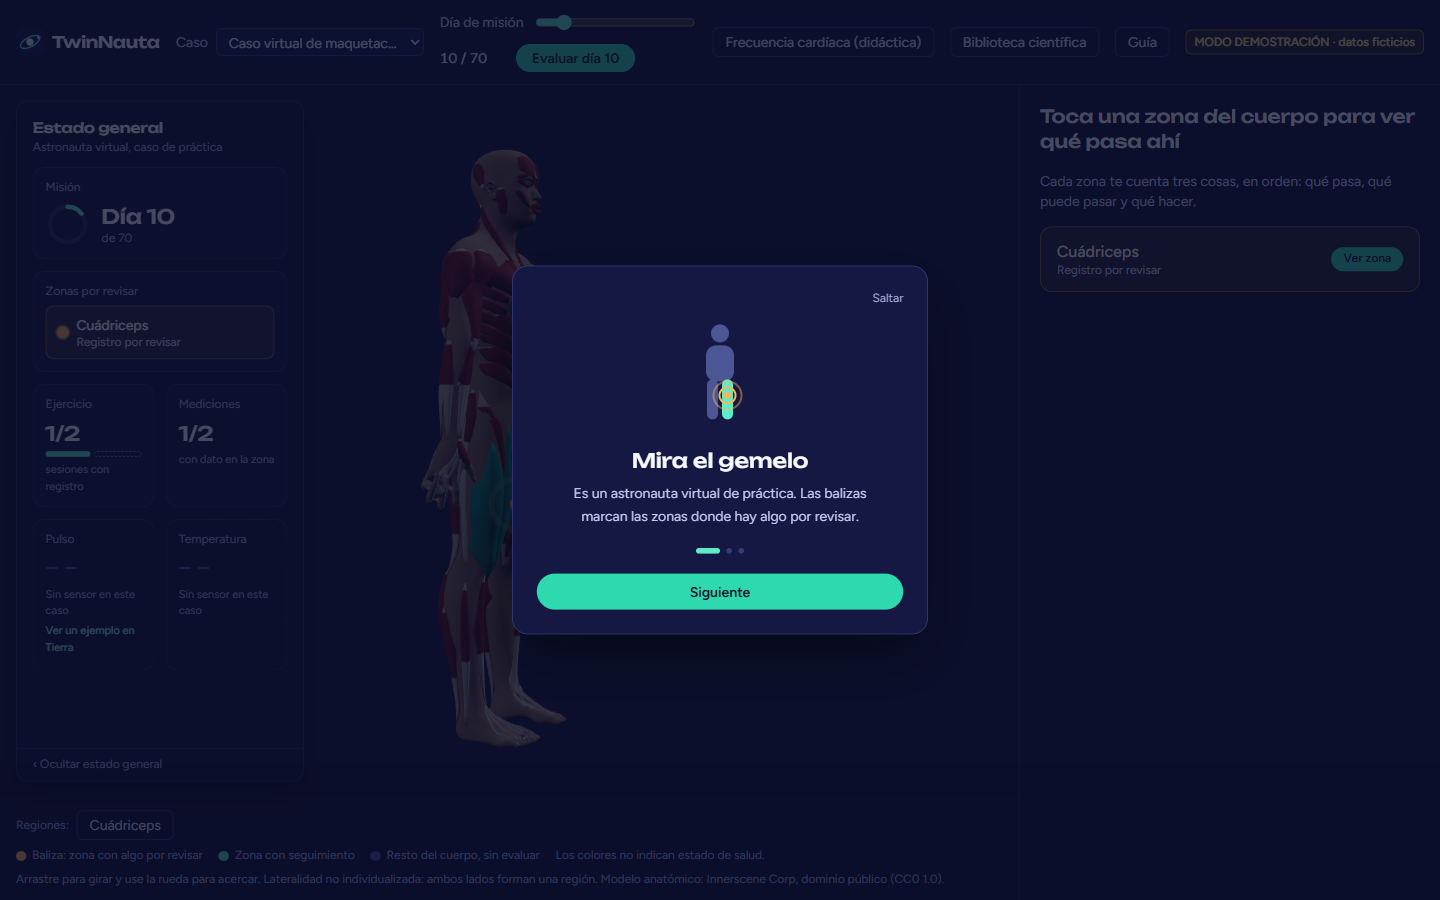 TwinNauta
Caso
Caso virtual de maquetac...
Día de misión
10 / 70
Evaluar día 10
Frecuencia cardíaca (didáctica)
Biblioteca científica
Guía
MODO DEMOSTRACIÓN · datos ficticios
Estado general
Astronauta virtual, caso de práctica
Misión
Día 10
de 70
Zonas por revisar
Cuádriceps
Registro por revisar
Ejercicio
1/2
sesiones con
registro
Mediciones
1/2
con dato en la zona
Pulso
— —
Sin sensor en este
caso
Ver un ejemplo en
Tierra
Temperatura
— —
Sin sensor en este
caso
‹ Ocultar estado general
Saltar
Mira el gemelo
Es un astronauta virtual de práctica. Las balizas
marcan las zonas donde hay algo por revisar.
Siguiente
Toca una zona del cuerpo para ver
qué pasa ahí
Cada zona te cuenta tres cosas, en orden: qué pasa, qué
puede pasar y qué hacer.
Cuádriceps
Registro por revisar
Ver zona
Regiones:
Cuádriceps
Baliza: zona con algo por revisar
Zona con seguimiento
Resto del cuerpo, sin evaluar
Los colores no indican estado de salud.
Arrastre para girar y use la rueda para acercar. Lateralidad no individualizada: ambos lados forman una región. Modelo anatómico: Innerscene Corp, dominio público (CC0 1.0).